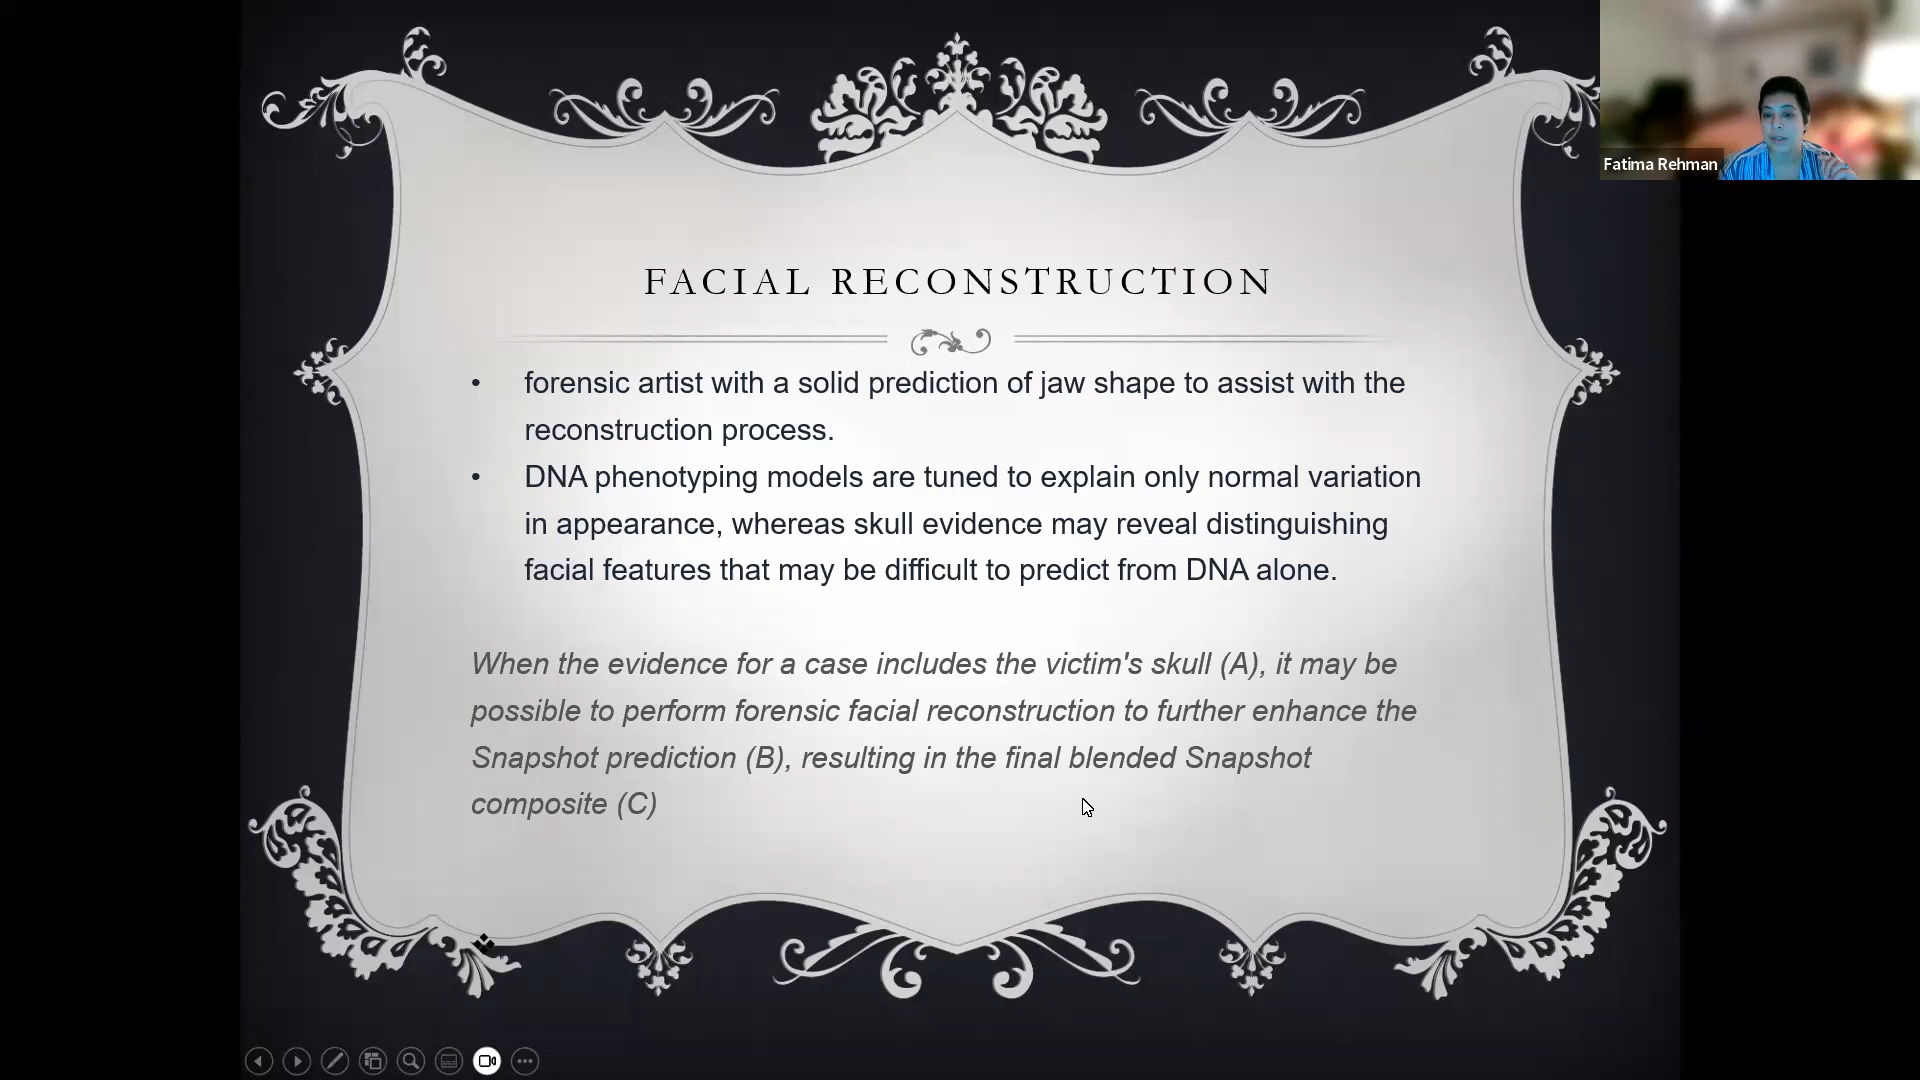 Fatima Rehman
FACIAL RECONSTRUCTION
• forensic artist with a solid prediction of jaw shape to assist with the
reconstruction process.
• DNA phenotyping models are tuned to explain only normal variation
in appearance, whereas skull evidence may reveal distinguishing
facial features that may be difficult to predict from DNA alone.
When the evidence for a case includes the victim's skull (A), it may be
possible to perform forensic facial reconstruction to further enhance the
Snapshot prediction (B), resulting in the final blended Snapshot
composite (C)